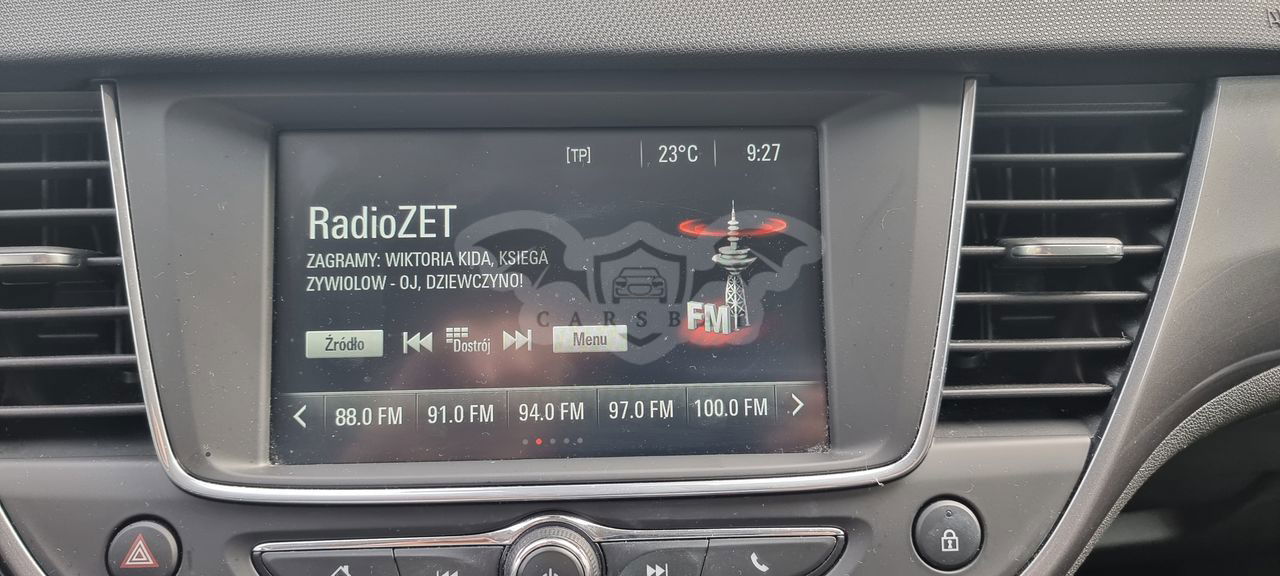 [TP] 23°C 9:27
RadioZET
ZAGRAMY: WIKTORIA KIDA, KSIEGA
ZYWIOLOW - OJ, DZIEWCZYNO!
FM
Źródło Dostrój Menu
88.0 FM 91.0 FM 94.0 FM 97.0 FM 100.0 FM